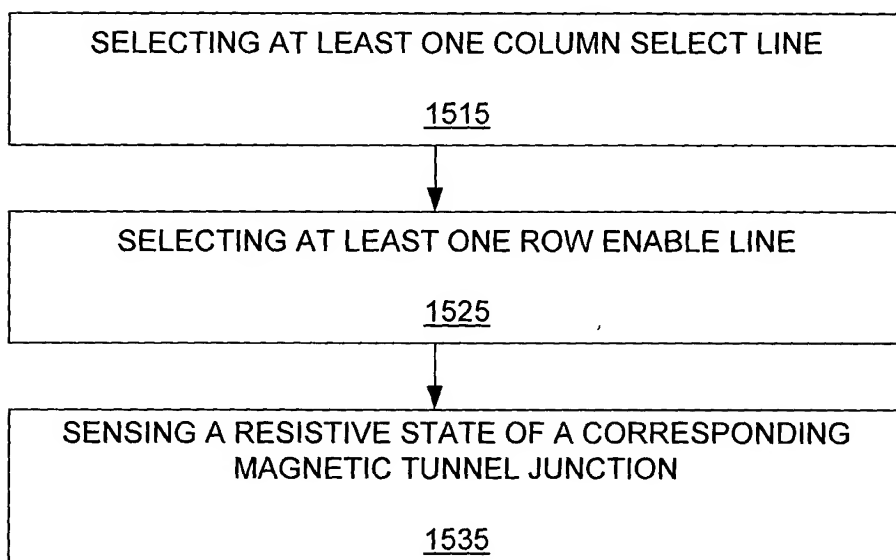 SELECTING AT LEAST ONE COLUMN SELECT LINE
1515
SELECTING AT LEAST ONE ROW ENABLE LINE
1525
SENSING A RESISTIVE STATE OF A CORRESPONDING
MAGNETIC TUNNEL JUNCTION
1535